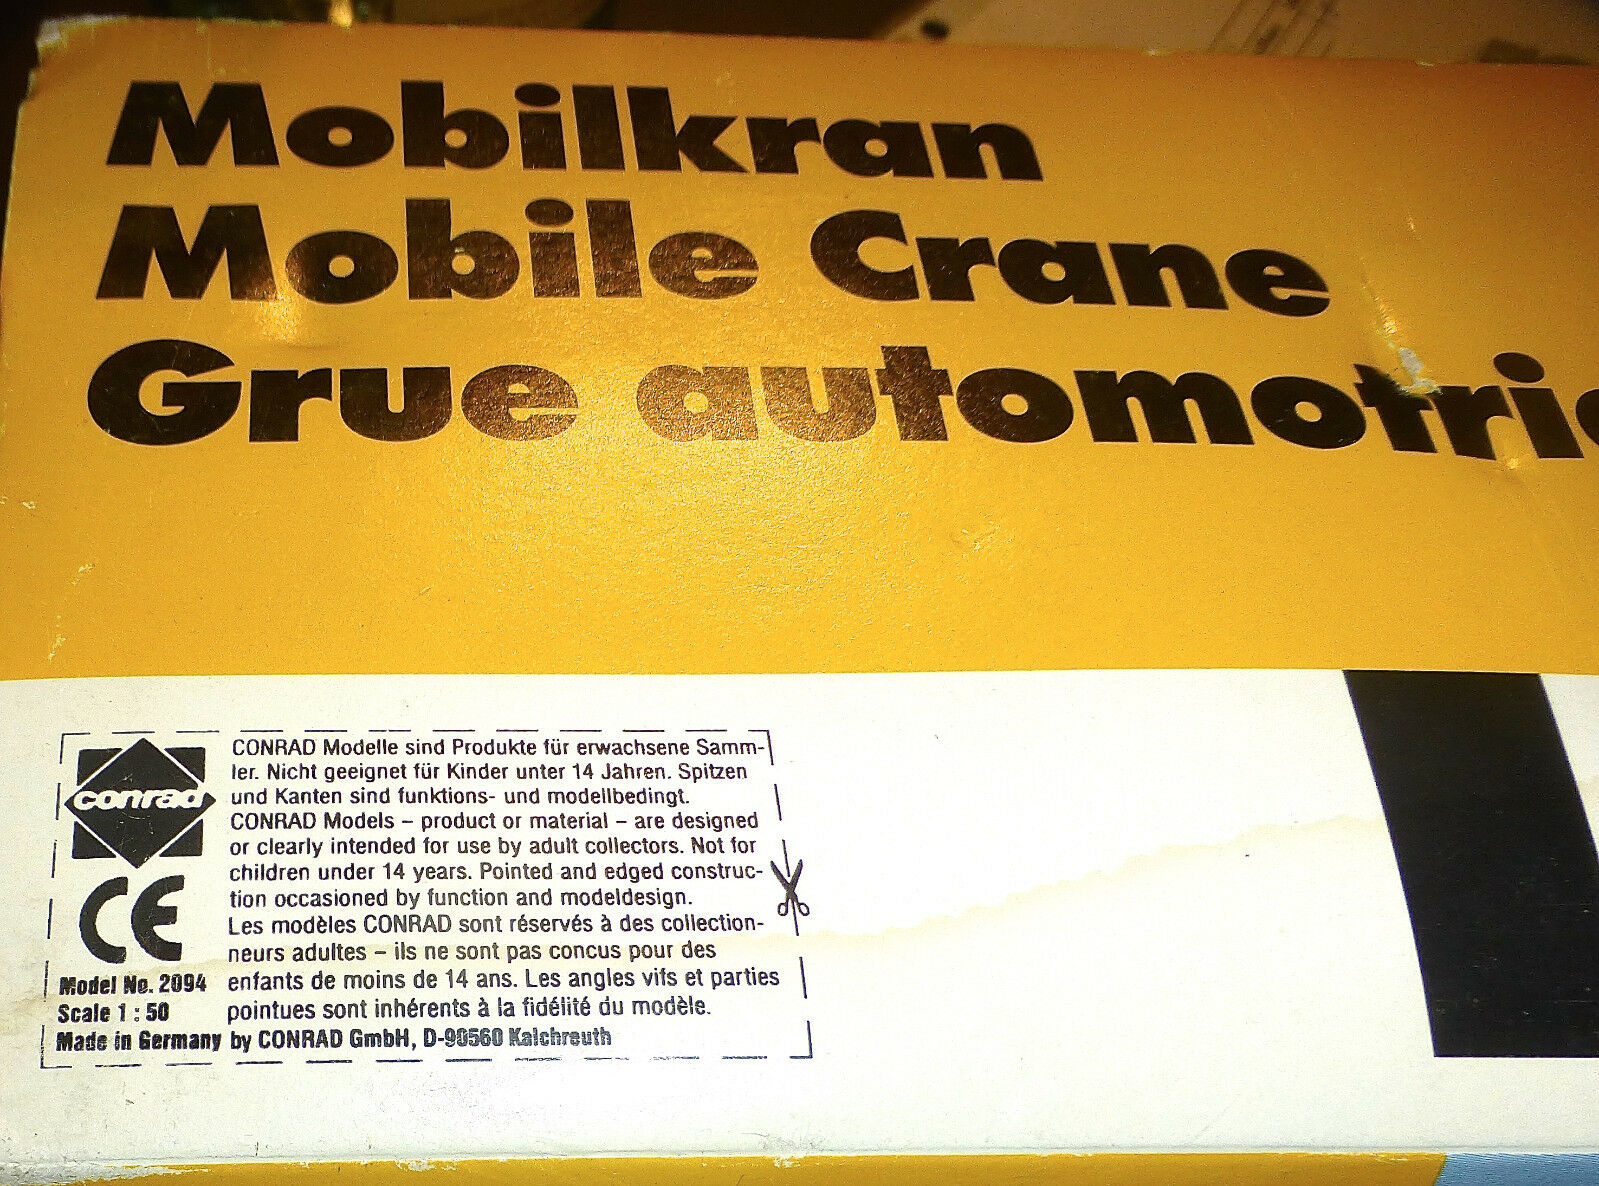 Mobilkran
Mobile Crane
Grue automotri
conrad
CE
Model No. 2094
Scale 1 : 50
CONRAD Modelle sind Produkte für erwachsene Samm-
ler. Nicht geeignet für Kinder unter 14 Jahren. Spitzen
und Kanten sind funktions- und modellbedingt.
CONRAD Models – product or material – are designed
or clearly intended for use by adult collectors. Not for
children under 14 years. Pointed and edged construc-
tion occasioned by function and modeldesign.
Les modèles CONRAD sont réservés à des collection-
neurs adultes – ils ne sont pas concus pour des
enfants de moins de 14 ans. Les angles vifs et parties
pointues sont inhérents à la fidélité du modèle.
Made in Germany by CONRAD GmbH, D-90560 Kalchreuth